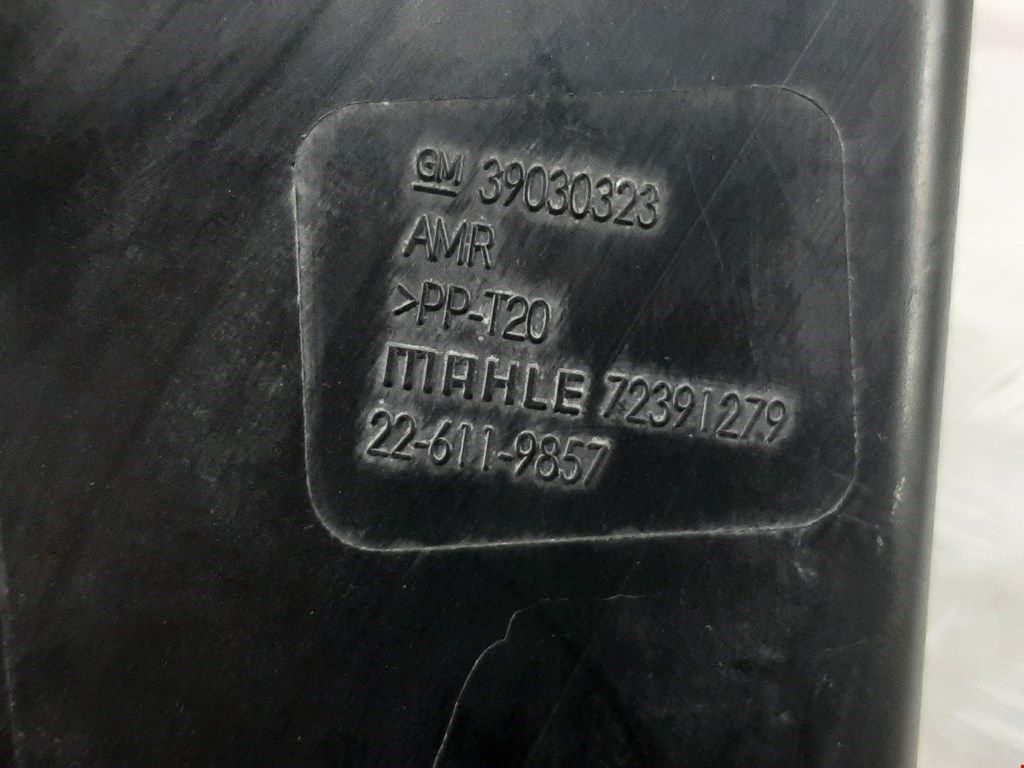 GM 39030323
AMR
>PP-T20
MAHLE 72391279
22-611-9857